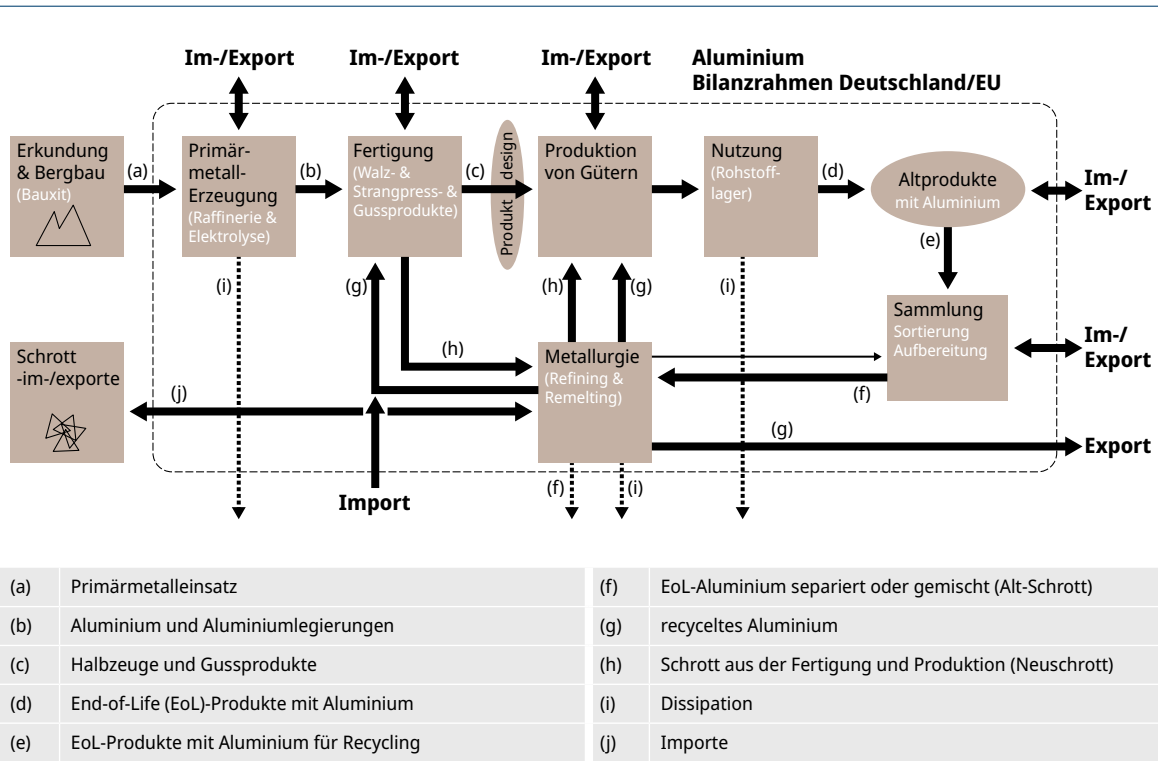 Im-/Export
Im-/Export
Im-/Export
Aluminium
Bilanzrahmen Deutschland/EU
Erkundung
& Bergbau
(Bauxit)
(a)
Primär-
metall-
Erzeugung
(Raffinerie &
Elektrolyse)
(b)
Fertigung
(Walz- &
Strangpress- &
Gussprodukte)
(c)
Produkt design
Produktion
von Gütern
Nutzung
(Rohstoff-
lager)
(d)
Altprodukte
mit Aluminium
Im-/
Export
(e)
(i)
(g)
(h)
(g)
(i)
Sammlung
Sortierung
Aufbereitung
Im-/
Export
Schrott
-im-/exporte
(j)
(h)
Metallurgie
(Refining &
Remelting)
(f)
(g)
Export
Import
(f)
(i)
(a) Primärmetalleinsatz
(b) Aluminium und Aluminiumlegierungen
(c) Halbzeuge und Gussprodukte
(d) End-of-Life (EoL)-Produkte mit Aluminium
(e) EoL-Produkte mit Aluminium für Recycling
(f) EoL-Aluminium separiert oder gemischt (Alt-Schrott)
(g) recyceltes Aluminium
(h) Schrott aus der Fertigung und Produktion (Neuschrott)
(i) Dissipation
(j) Importe